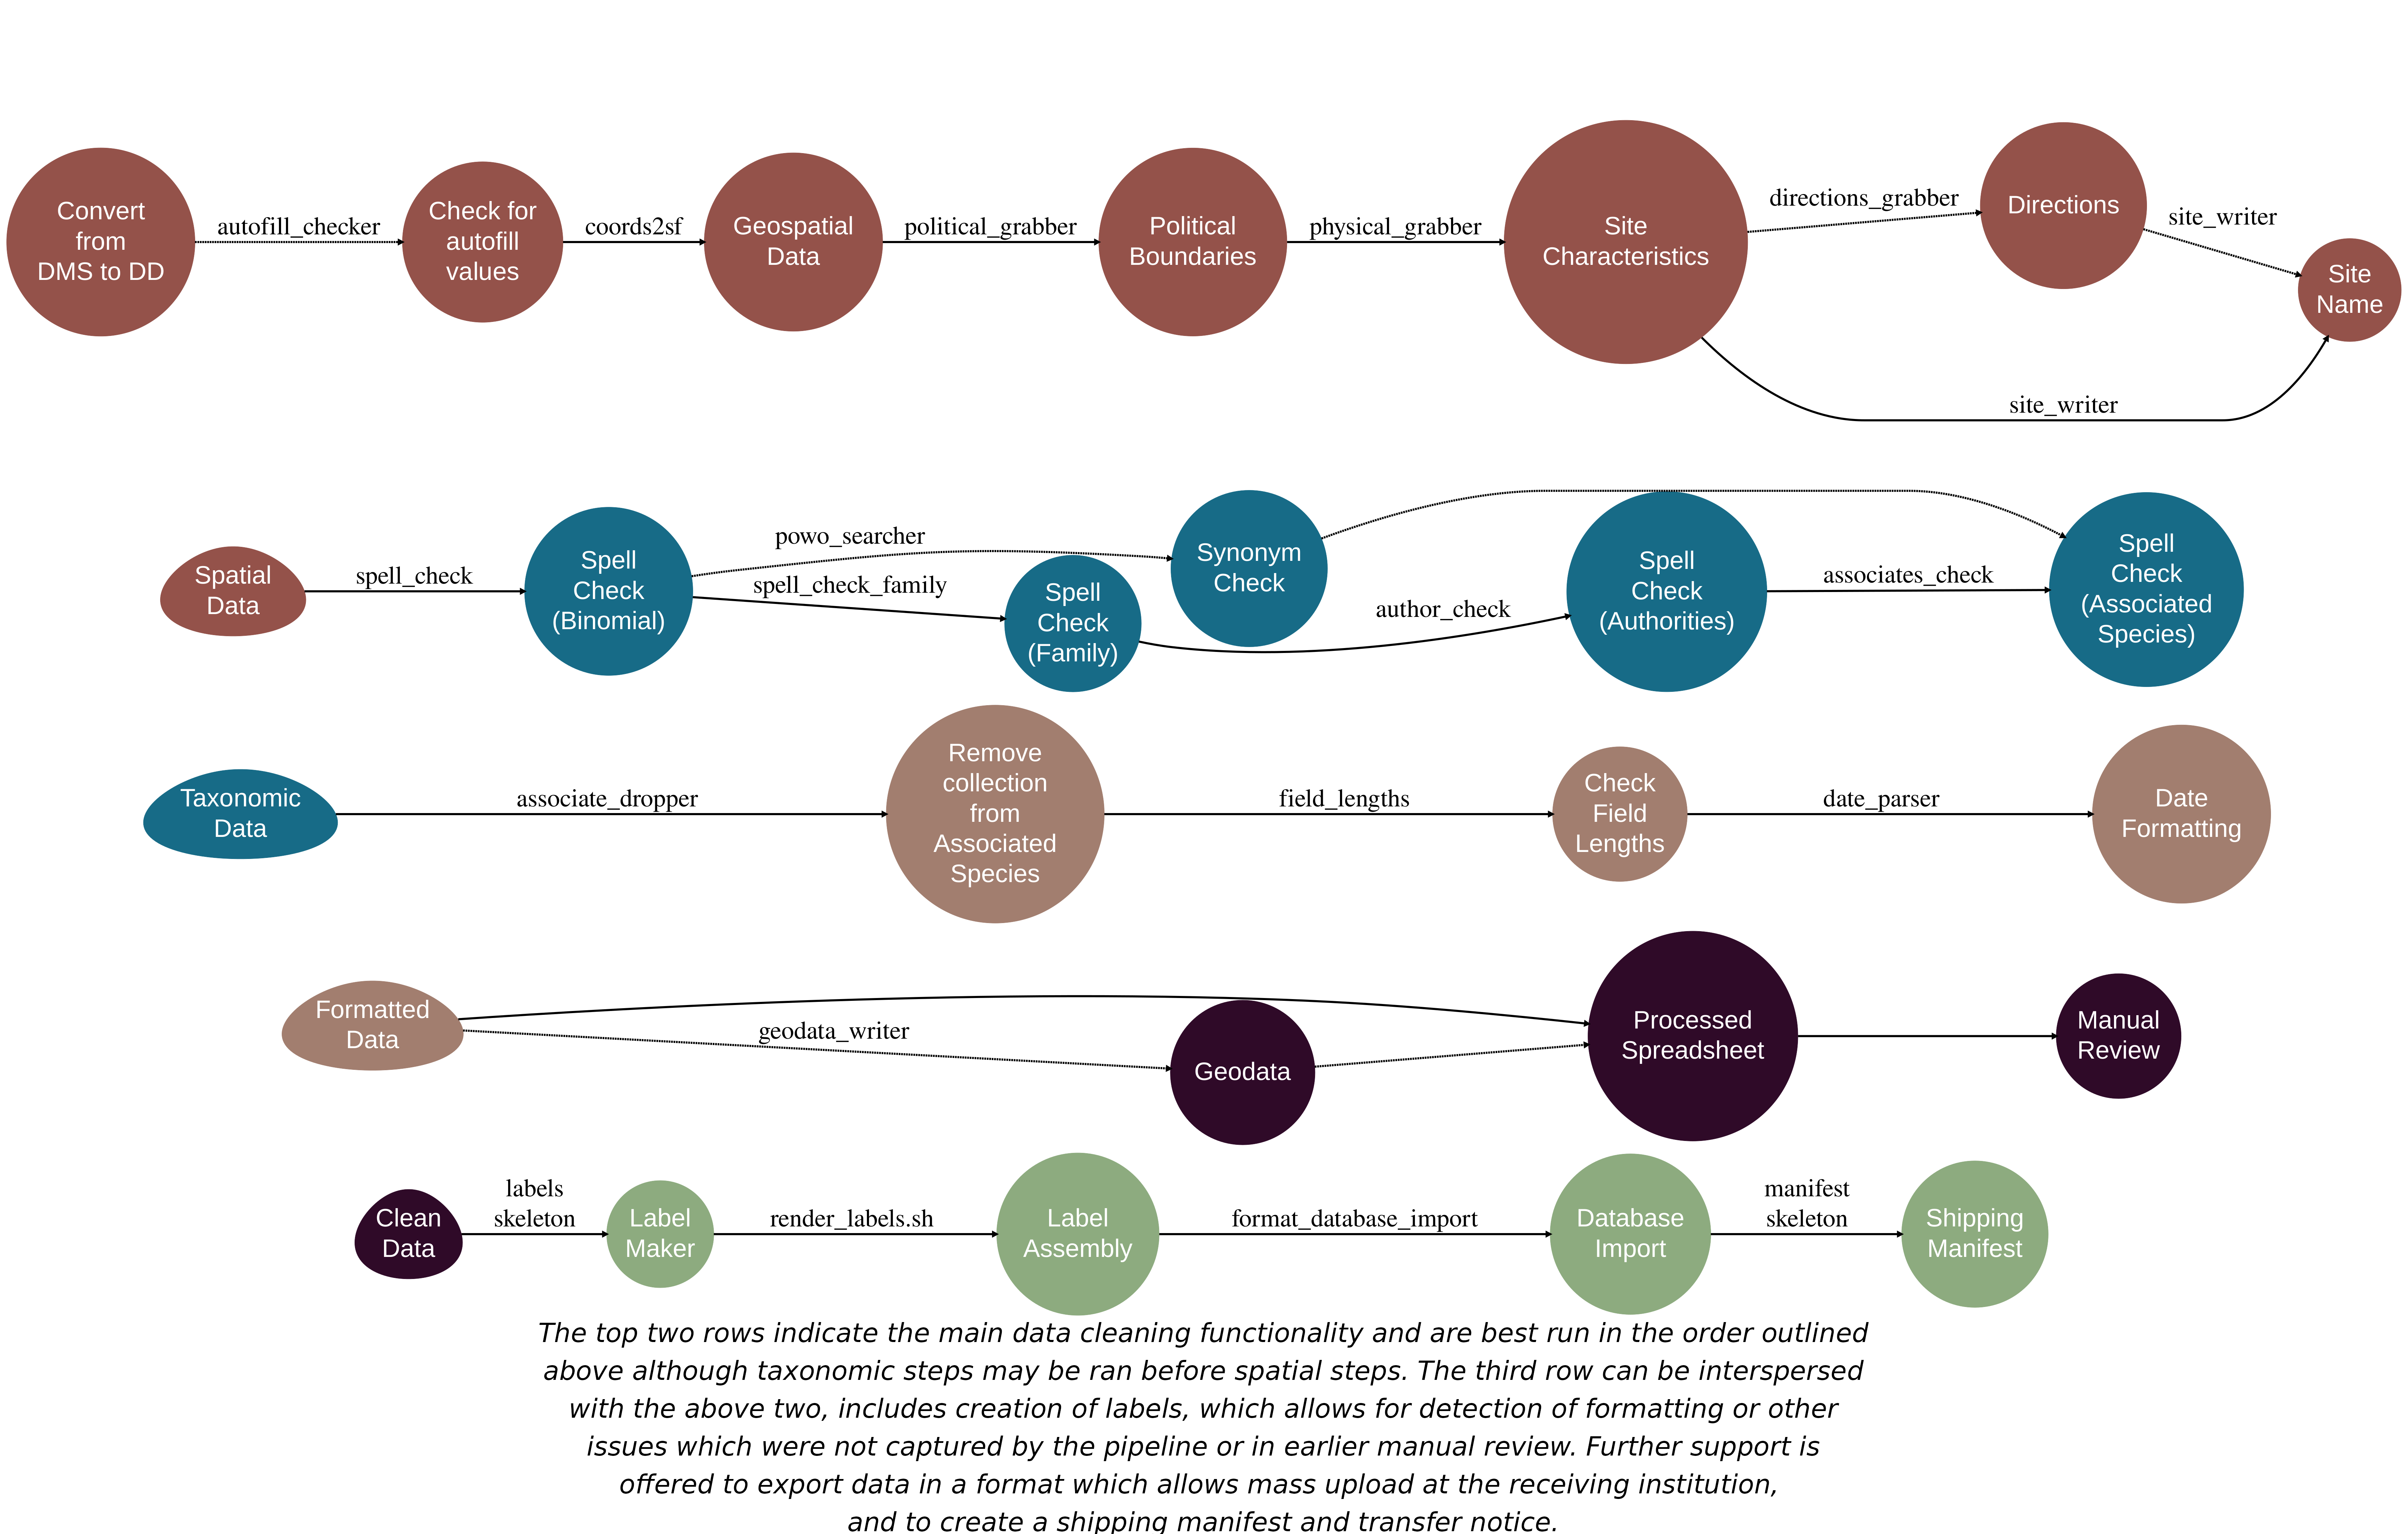 Convert
from
DMS to DD
autofill_checker
Check for
autofill
values
coords2sf
Geospatial
Data
political_grabber
Political
Boundaries
physical_grabber
Site
Characteristics
directions_grabber
Directions
site_writer
Site
Name
site_writer
Spatial
Data
spell_check
Spell
Check
(Binomial)
powo_searcher
spell_check_family
Spell
Check
(Family)
Synonym
Check
author_check
Spell
Check
(Authorities)
associates_check
Spell
Check
(Associated
Species)
Taxonomic
Data
associate_dropper
Remove
collection
from
Associated
Species
field_lengths
Check
Field
Lengths
date_parser
Date
Formatting
Formatted
Data
geodata_writer
Geodata
Processed
Spreadsheet
Manual
Review
Clean
Data
labels
skeleton
Label
Maker
render_labels.sh
Label
Assembly
format_database_import
Database
Import
manifest
skeleton
Shipping
Manifest
The top two rows indicate the main data cleaning functionality and are best run in the order outlined
above although taxonomic steps may be ran before spatial steps. The third row can be interspersed
with the above two, includes creation of labels, which allows for detection of formatting or other
issues which were not captured by the pipeline or in earlier manual review. Further support is
offered to export data in a format which allows mass upload at the receiving institution,
and to create a shipping manifest and transfer notice.